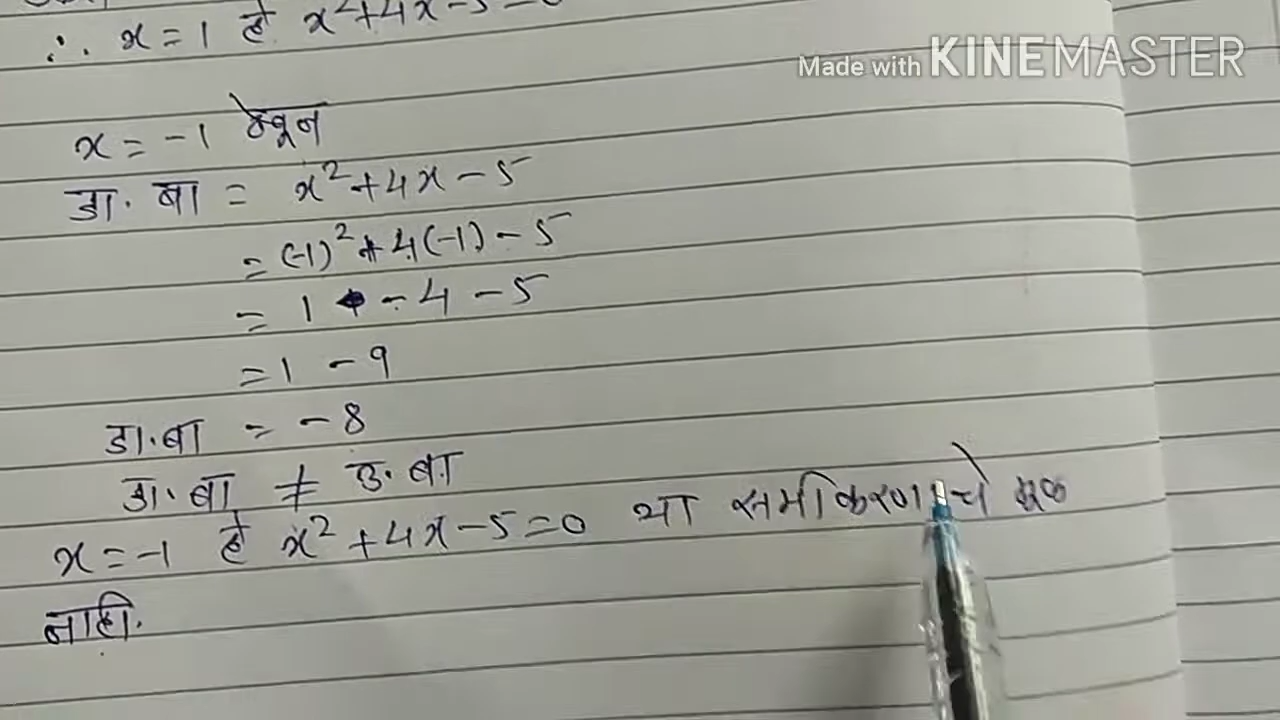 ∴ x = 1 हे x²+4x-5=0
Made with KINEMASTER
x = -1 ठेवून
डा. बा = x²+4x-5
= (-1)²+4(-1)-5
= 1 -4-5
= 1 -9
डा.बा = -8
डा. बा ≠ उ. बा
x = -1 हे x²+4x-5=0 या समीकरणाचे मूळ
नाही.